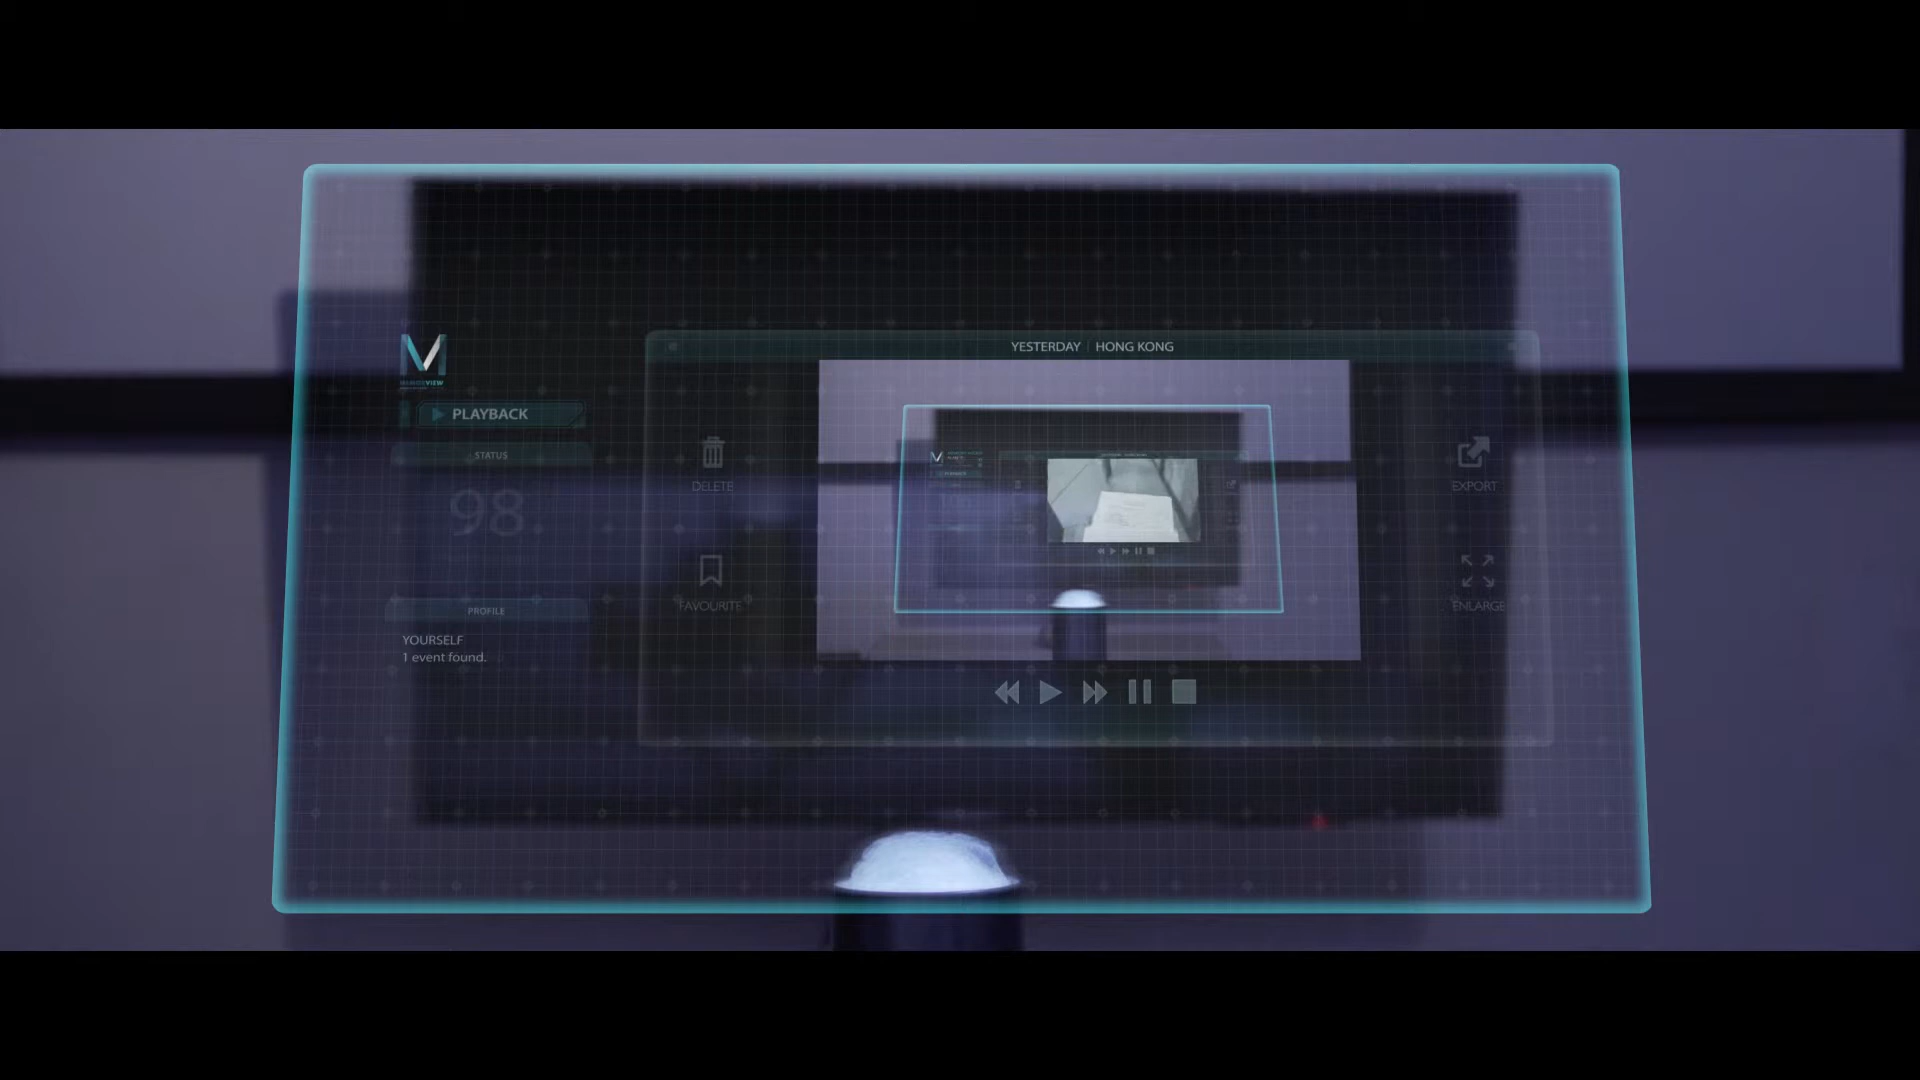 YESTERDAY | HONG KONG
PLAYBACK
STATUS
98
DELETE
EXPORT
FAVOURITE
ENLARGE
PROFILE
YOURSELF
1 event found.